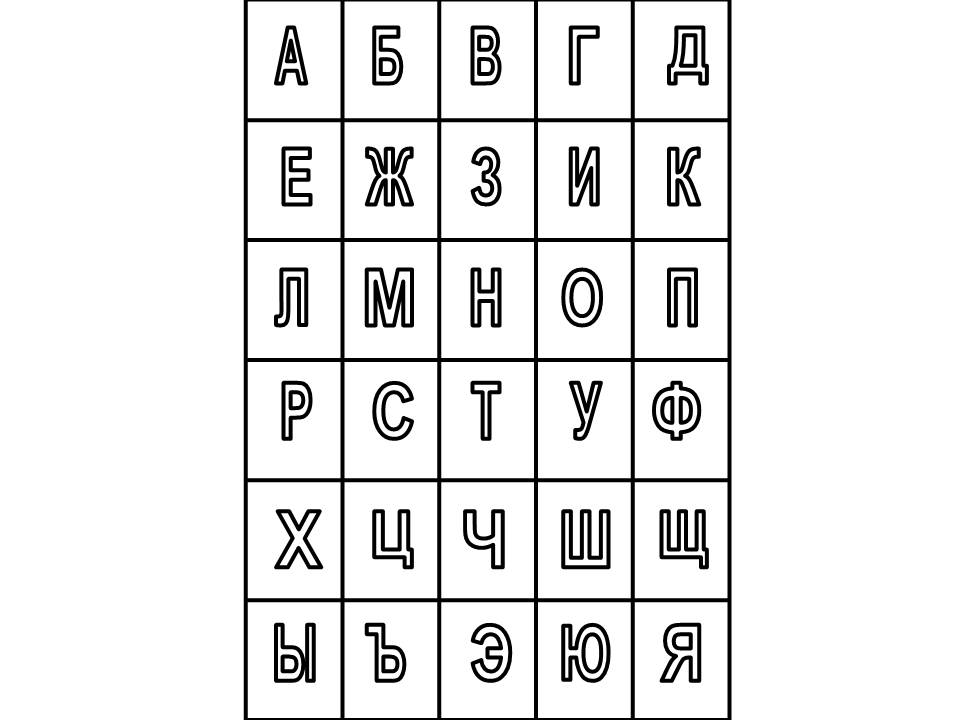 А Б В Г Д
Е Ж З И К
Л М Н О П
Р С Т У Ф
Х Ц Ч Ш Щ
Ы Ъ Э Ю Я